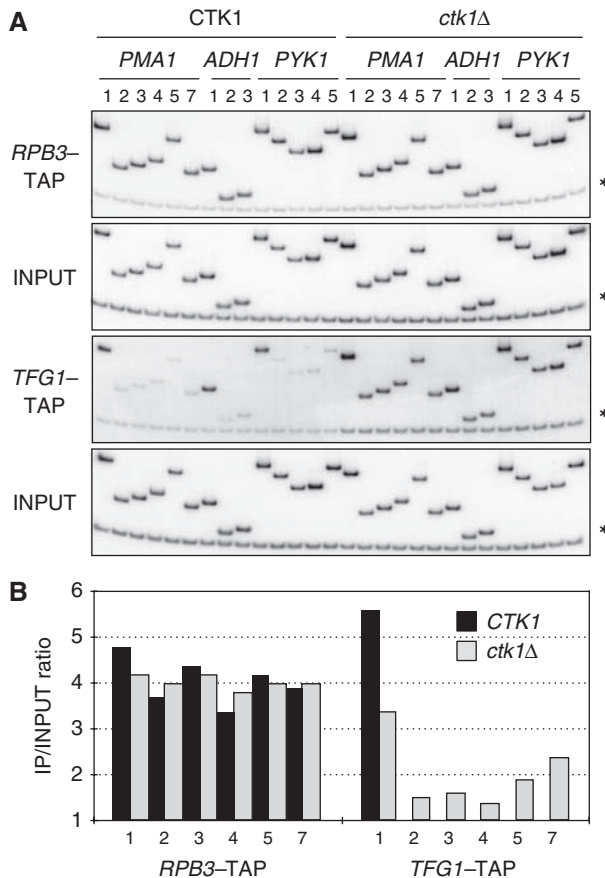 A
CTK1 ctk1Δ
PMA1 ADH1 PYK1 PMA1 ADH1 PYK1
1 2 3 4 5 7 1 2 3 1 2 3 4 5 1 2 3 4 5 7 1 2 3 1 2 3 4 5
RPB3–
TAP
*
INPUT
*
TFG1–
TAP
*
INPUT
*
B
IP/INPUT ratio
6
5
4
3
2
1
CTK1
ctk1Δ
1 2 3 4 5 7 1 2 3 4 5 7
RPB3–TAP TFG1–TAP